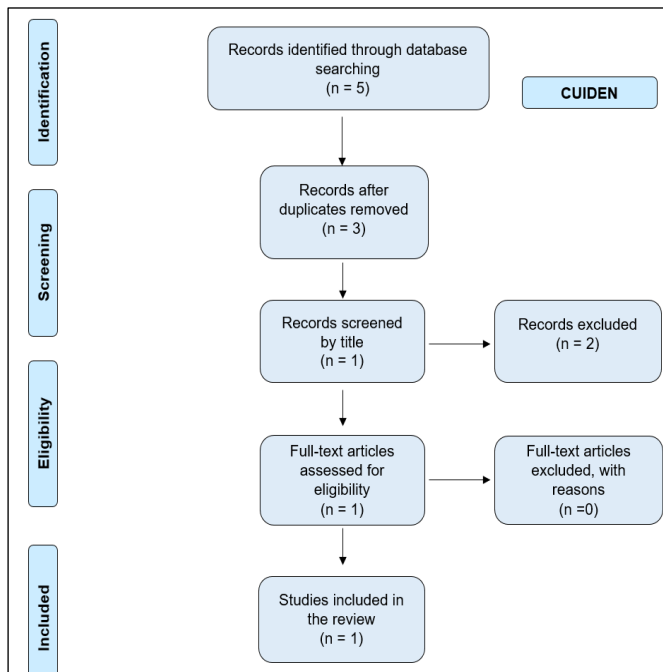 Identification
Records identified through database
searching
(n = 5)
CUIDEN
Screening
Records after
duplicates removed
(n = 3)
Records screened
by title
(n = 1)
Records excluded
(n = 2)
Eligibility
Full-text articles
assessed for
eligibility
(n = 1)
Full-text articles
excluded, with
reasons
(n =0)
Included
Studies included in
the review
(n = 1)